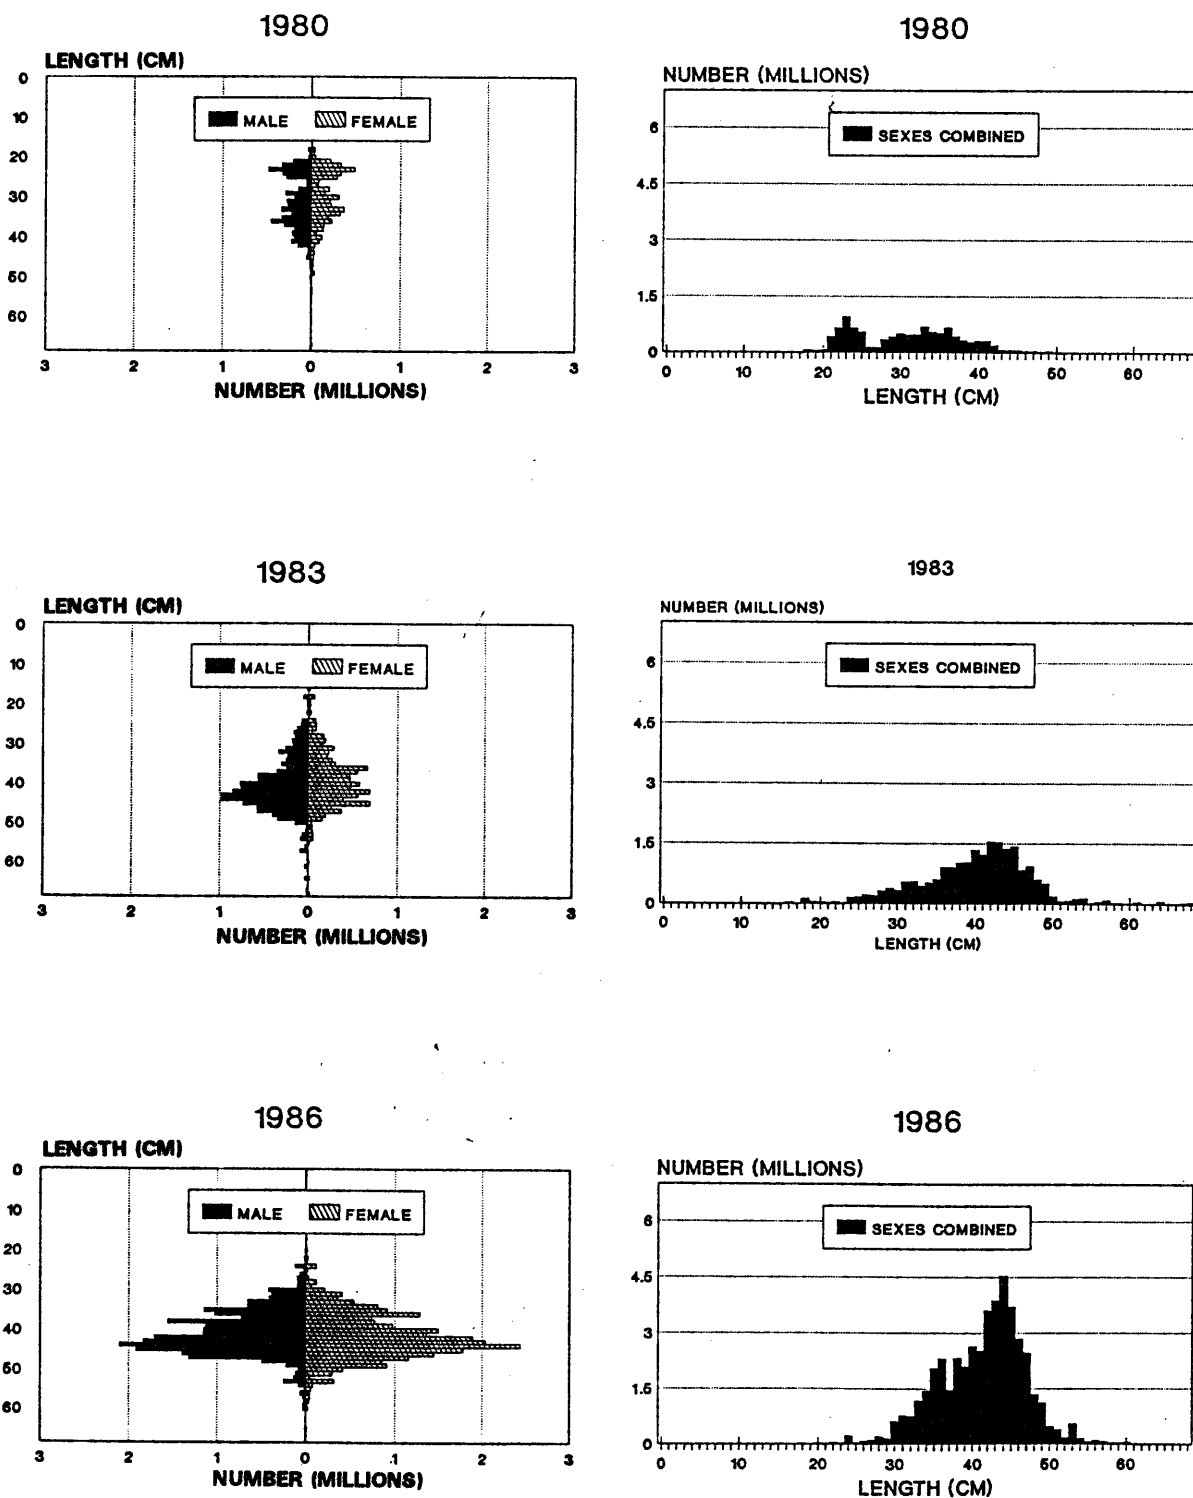 1980
LENGTH (CM)
0
10
20
30
40
50
60
MALE FEMALE
3 2 1 0 1 2 3
NUMBER (MILLIONS)
1980
NUMBER (MILLIONS)
6
4.5
3
1.5
0
SEXES COMBINED
0 10 20 30 40 50 60
LENGTH (CM)
1983
LENGTH (CM)
0
10
20
30
40
50
60
MALE FEMALE
3 2 1 0 1 2 3
NUMBER (MILLIONS)
1983
NUMBER (MILLIONS)
6
4.5
3
1.5
0
SEXES COMBINED
0 10 20 30 40 50 60
LENGTH (CM)
1986
LENGTH (CM)
0
10
20
30
40
50
60
MALE FEMALE
3 2 1 0 1 2 3
NUMBER (MILLIONS)
1986
NUMBER (MILLIONS)
6
4.5
3
1.5
0
SEXES COMBINED
0 10 20 30 40 50 60
LENGTH (CM)